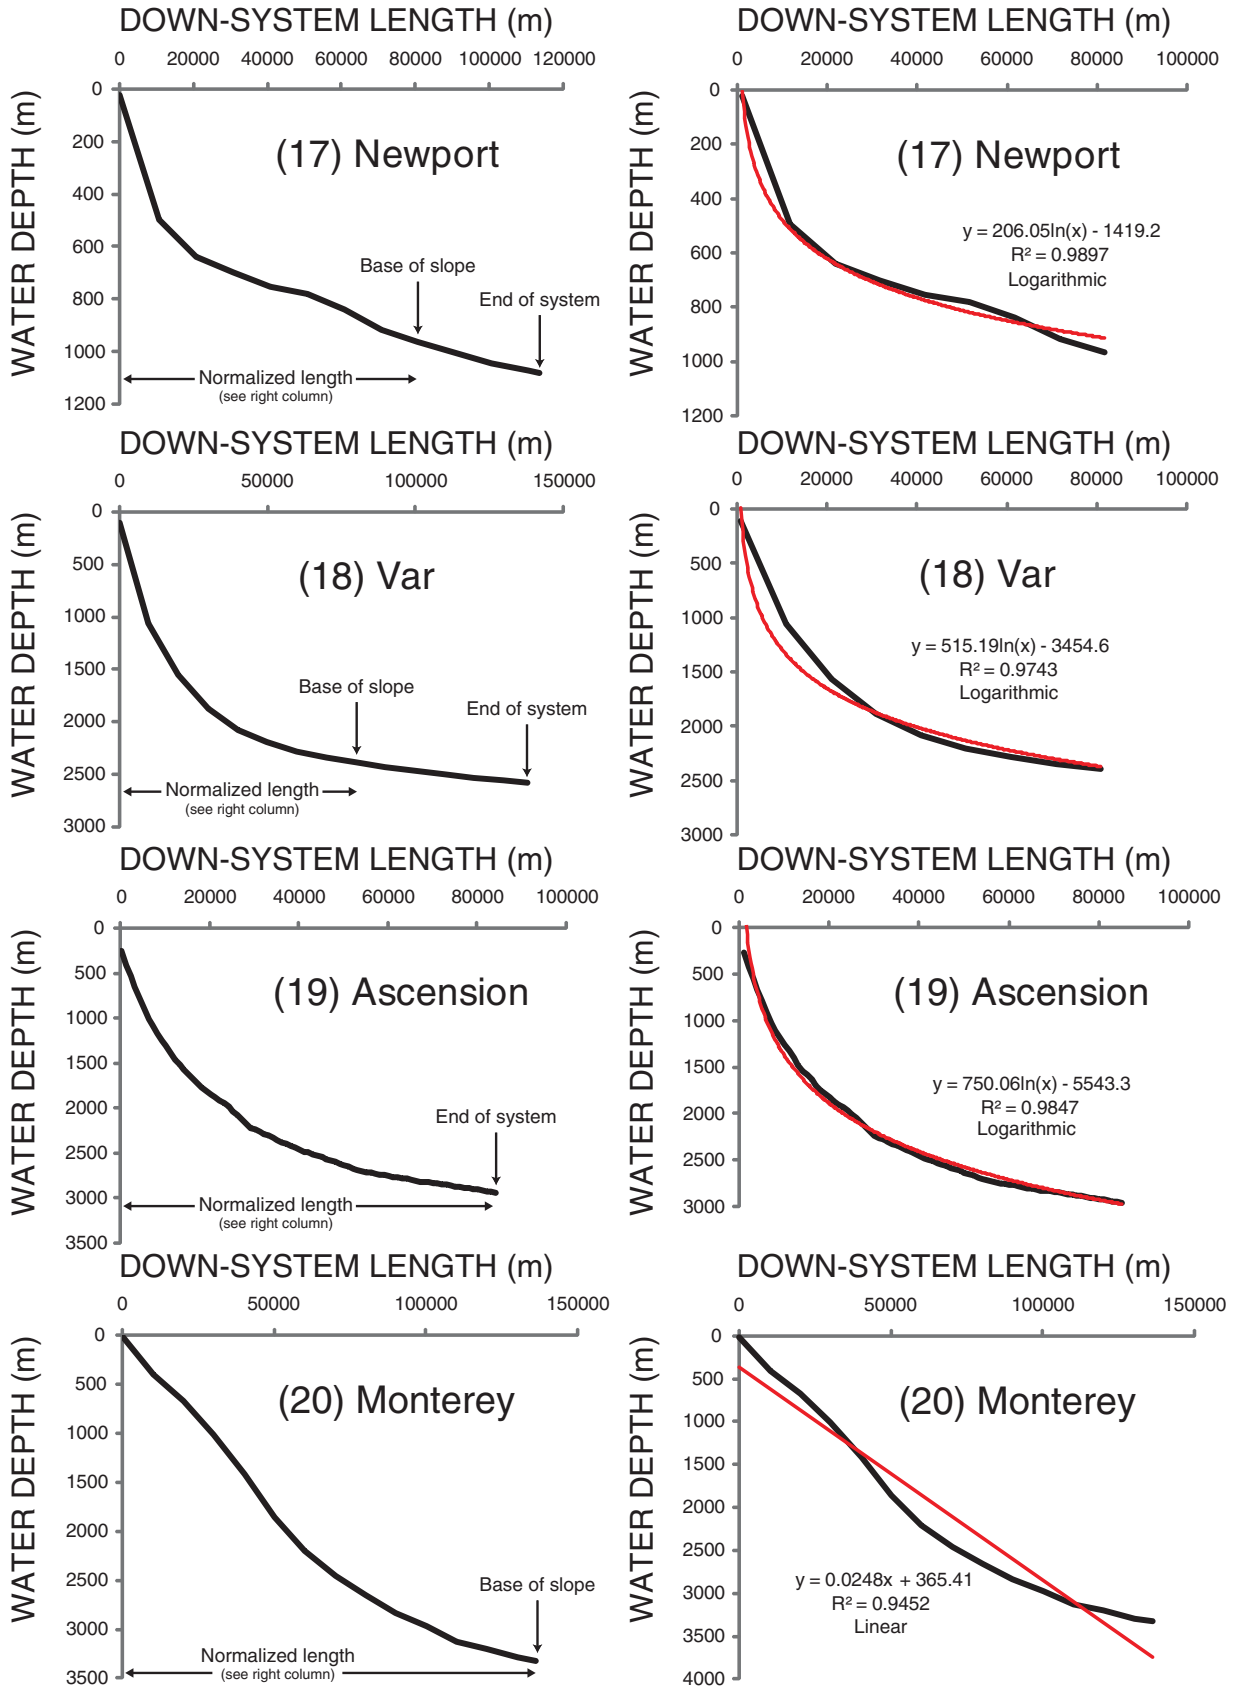 DOWN-SYSTEM LENGTH (m)
0 20000 40000 60000 80000 100000 120000
WATER DEPTH (m)
0
200
400
600
800
1000
1200
(17) Newport
Base of slope
End of system
Normalized length
(see right column)
DOWN-SYSTEM LENGTH (m)
0 20000 40000 60000 80000 100000
WATER DEPTH (m)
0
200
400
600
800
1000
1200
(17) Newport
y = 206.05ln(x) - 1419.2
R² = 0.9897
Logarithmic
DOWN-SYSTEM LENGTH (m)
0 50000 100000 150000
WATER DEPTH (m)
0
500
1000
1500
2000
2500
3000
(18) Var
Base of slope
End of system
Normalized length
(see right column)
DOWN-SYSTEM LENGTH (m)
0 20000 40000 60000 80000 100000
WATER DEPTH (m)
0
500
1000
1500
2000
2500
3000
(18) Var
y = 515.19ln(x) - 3454.6
R² = 0.9743
Logarithmic
DOWN-SYSTEM LENGTH (m)
0 20000 40000 60000 80000 100000
WATER DEPTH (m)
0
500
1000
1500
2000
2500
3000
3500
(19) Ascension
End of system
Normalized length
(see right column)
DOWN-SYSTEM LENGTH (m)
0 20000 40000 60000 80000 100000
WATER DEPTH (m)
0
500
1000
1500
2000
2500
3000
(19) Ascension
y = 750.06ln(x) - 5543.3
R² = 0.9847
Logarithmic
DOWN-SYSTEM LENGTH (m)
0 50000 100000 150000
WATER DEPTH (m)
0
500
1000
1500
2000
2500
3000
3500
(20) Monterey
Base of slope
Normalized length
(see right column)
DOWN-SYSTEM LENGTH (m)
0 50000 100000 150000
WATER DEPTH (m)
0
500
1000
1500
2000
2500
3000
3500
4000
(20) Monterey
y = 0.0248x + 365.41
R² = 0.9452
Linear